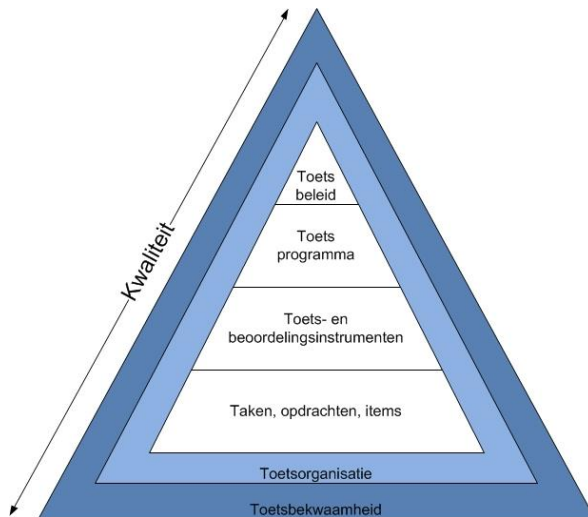 Kwaliteit
Toets
beleid
Toets
programma
Toets- en
beoordelingsinstrumenten
Taken, opdrachten, items
Toetsorganisatie
Toetsbekwaamheid